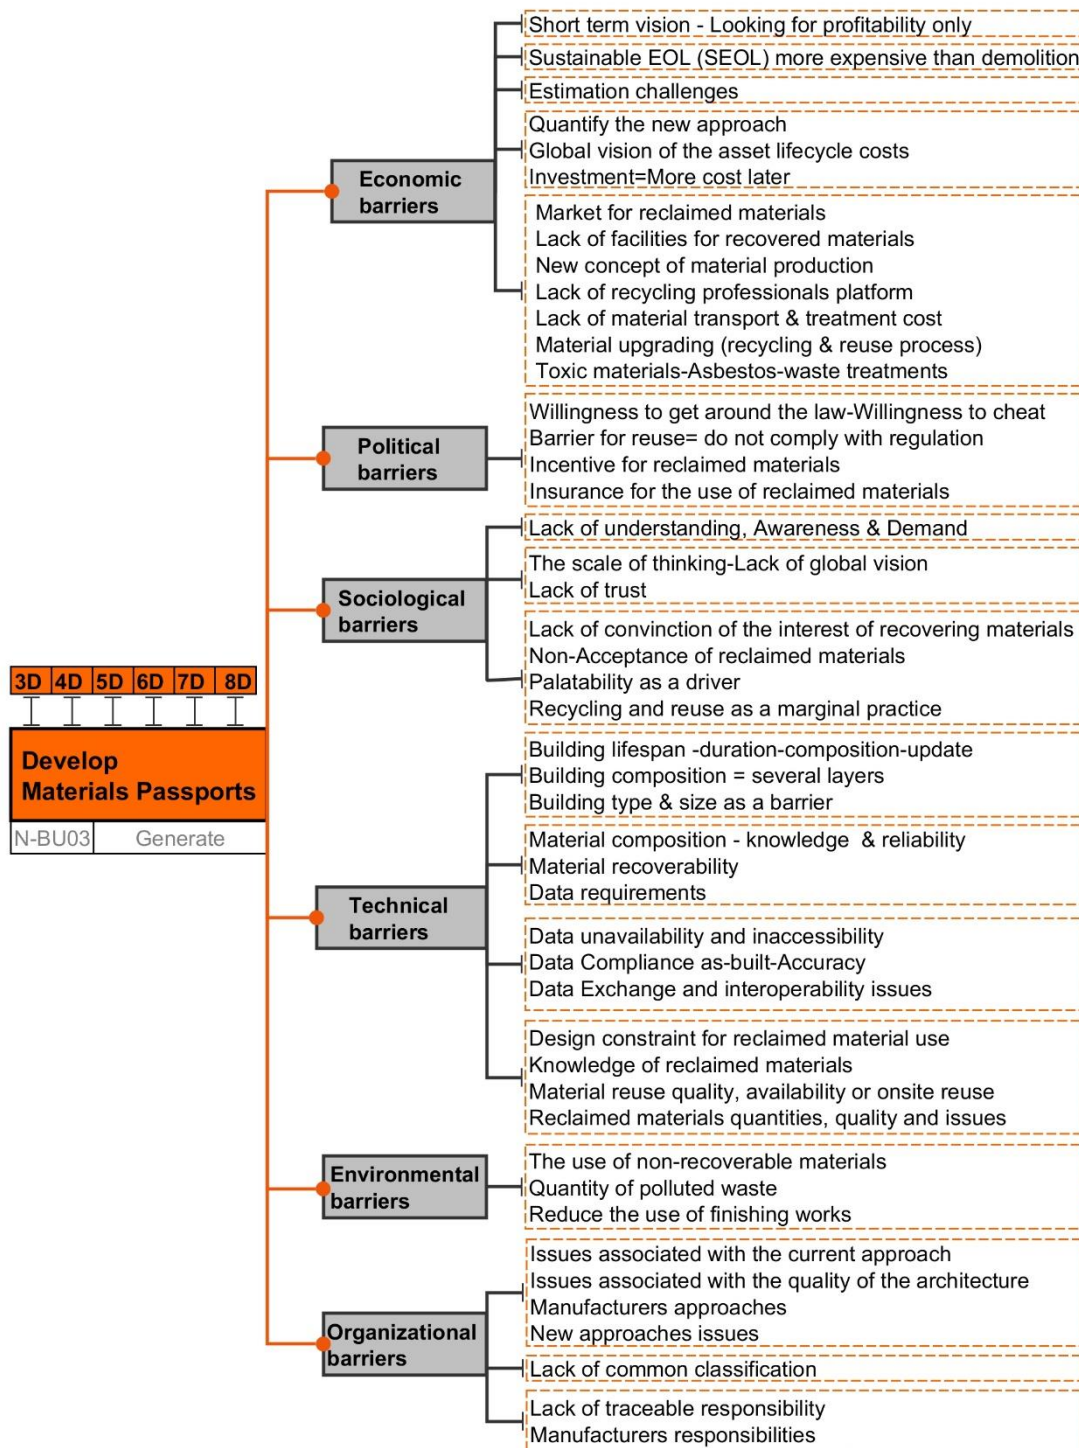 3D 4D 5D 6D 7D 8D
Develop
Materials Passports
N-BU03 Generate
Economic
barriers
Short term vision - Looking for profitability only
Sustainable EOL (SEOL) more expensive than demolition
Estimation challenges
Quantify the new approach
Global vision of the asset lifecycle costs
Investment=More cost later
Market for reclaimed materials
Lack of facilities for recovered materials
New concept of material production
Lack of recycling professionals platform
Lack of material transport & treatment cost
Material upgrading (recycling & reuse process)
Toxic materials-Asbestos-waste treatments
Political
barriers
Willingness to get around the law-Willingness to cheat
Barrier for reuse= do not comply with regulation
Incentive for reclaimed materials
Insurance for the use of reclaimed materials
Sociological
barriers
Lack of understanding, Awareness & Demand
The scale of thinking-Lack of global vision
Lack of trust
Lack of convinction of the interest of recovering materials
Non-Acceptance of reclaimed materials
Palatability as a driver
Recycling and reuse as a marginal practice
Technical
barriers
Building lifespan -duration-composition-update
Building composition = several layers
Building type & size as a barrier
Material composition - knowledge & reliability
Material recoverability
Data requirements
Data unavailability and inaccessibility
Data Compliance as-built-Accuracy
Data Exchange and interoperability issues
Design constraint for reclaimed material use
Knowledge of reclaimed materials
Material reuse quality, availability or onsite reuse
Reclaimed materials quantities, quality and issues
Environmental
barriers
The use of non-recoverable materials
Quantity of polluted waste
Reduce the use of finishing works
Organizational
barriers
Issues associated with the current approach
Issues associated with the quality of the architecture
Manufacturers approaches
New approaches issues
Lack of common classification
Lack of traceable responsibility
Manufacturers responsibilities